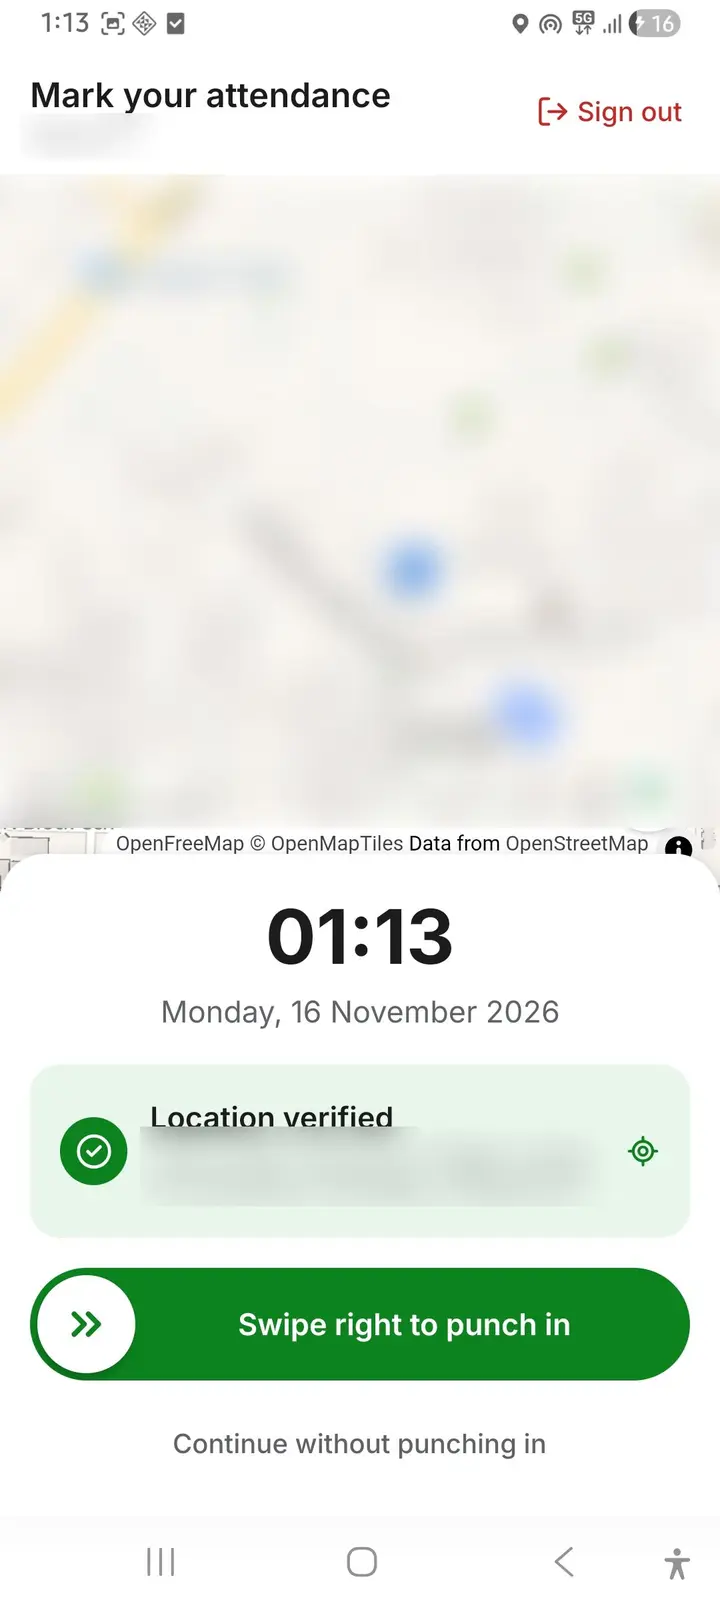 1:13 5G 16
Mark your attendance
Sign out
OpenFreeMap © OpenMapTiles Data from OpenStreetMap
01:13
Monday, 16 November 2026
Location verified
Swipe right to punch in
Continue without punching in